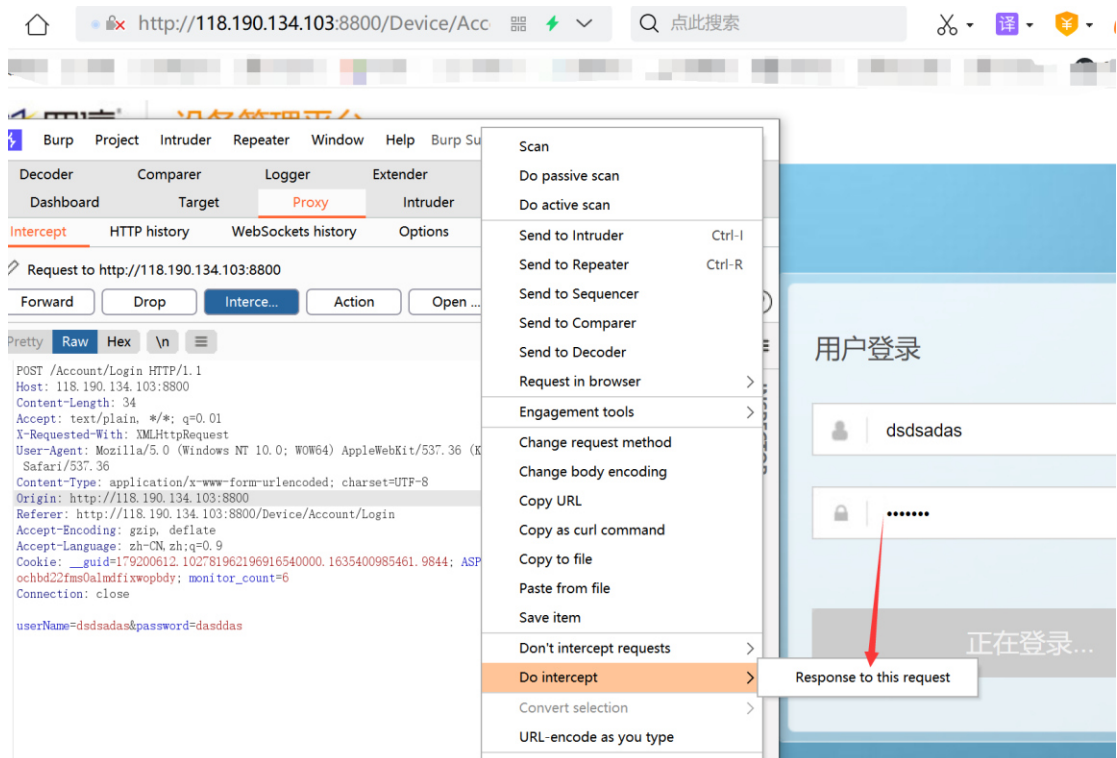 http://118.190.134.103:8800/Device/Acc
点此搜索
译
设备管理平台
Burp Project Intruder Repeater Window Help Burp Su
Decoder Comparer Logger Extender
Dashboard Target Proxy Intruder
Intercept HTTP history WebSockets history Options
Request to http://118.190.134.103:8800
Forward Drop Interce... Action Open ...
Pretty Raw Hex \n
INSPECTOR
POST /Account/Login HTTP/1.1
Host: 118.190.134.103:8800
Content-Length: 34
Accept: text/plain, */*; q=0.01
X-Requested-With: XMLHttpRequest
User-Agent: Mozilla/5.0 (Windows NT 10.0; WOW64) AppleWebKit/537.36 (K
Safari/537.36
Content-Type: application/x-www-form-urlencoded; charset=UTF-8
Origin: http://118.190.134.103:8800
Referer: http://118.190.134.103:8800/Device/Account/Login
Accept-Encoding: gzip, deflate
Accept-Language: zh-CN,zh;q=0.9
Cookie: __guid=179200612.102781962196916540000.1635400985461.9844; ASP
ochbd22fms0almdfixwopbdy; monitor_count=6
Connection: close
userName=dsdsadas&password=dasddas
Scan
Do passive scan
Do active scan
Send to Intruder Ctrl-I
Send to Repeater Ctrl-R
Send to Sequencer
Send to Comparer
Send to Decoder
Request in browser
Engagement tools
Change request method
Change body encoding
Copy URL
Copy as curl command
Copy to file
Paste from file
Save item
Don't intercept requests
Do intercept
Response to this request
Convert selection
URL-encode as you type
用户登录
dsdsadas
正在登录...